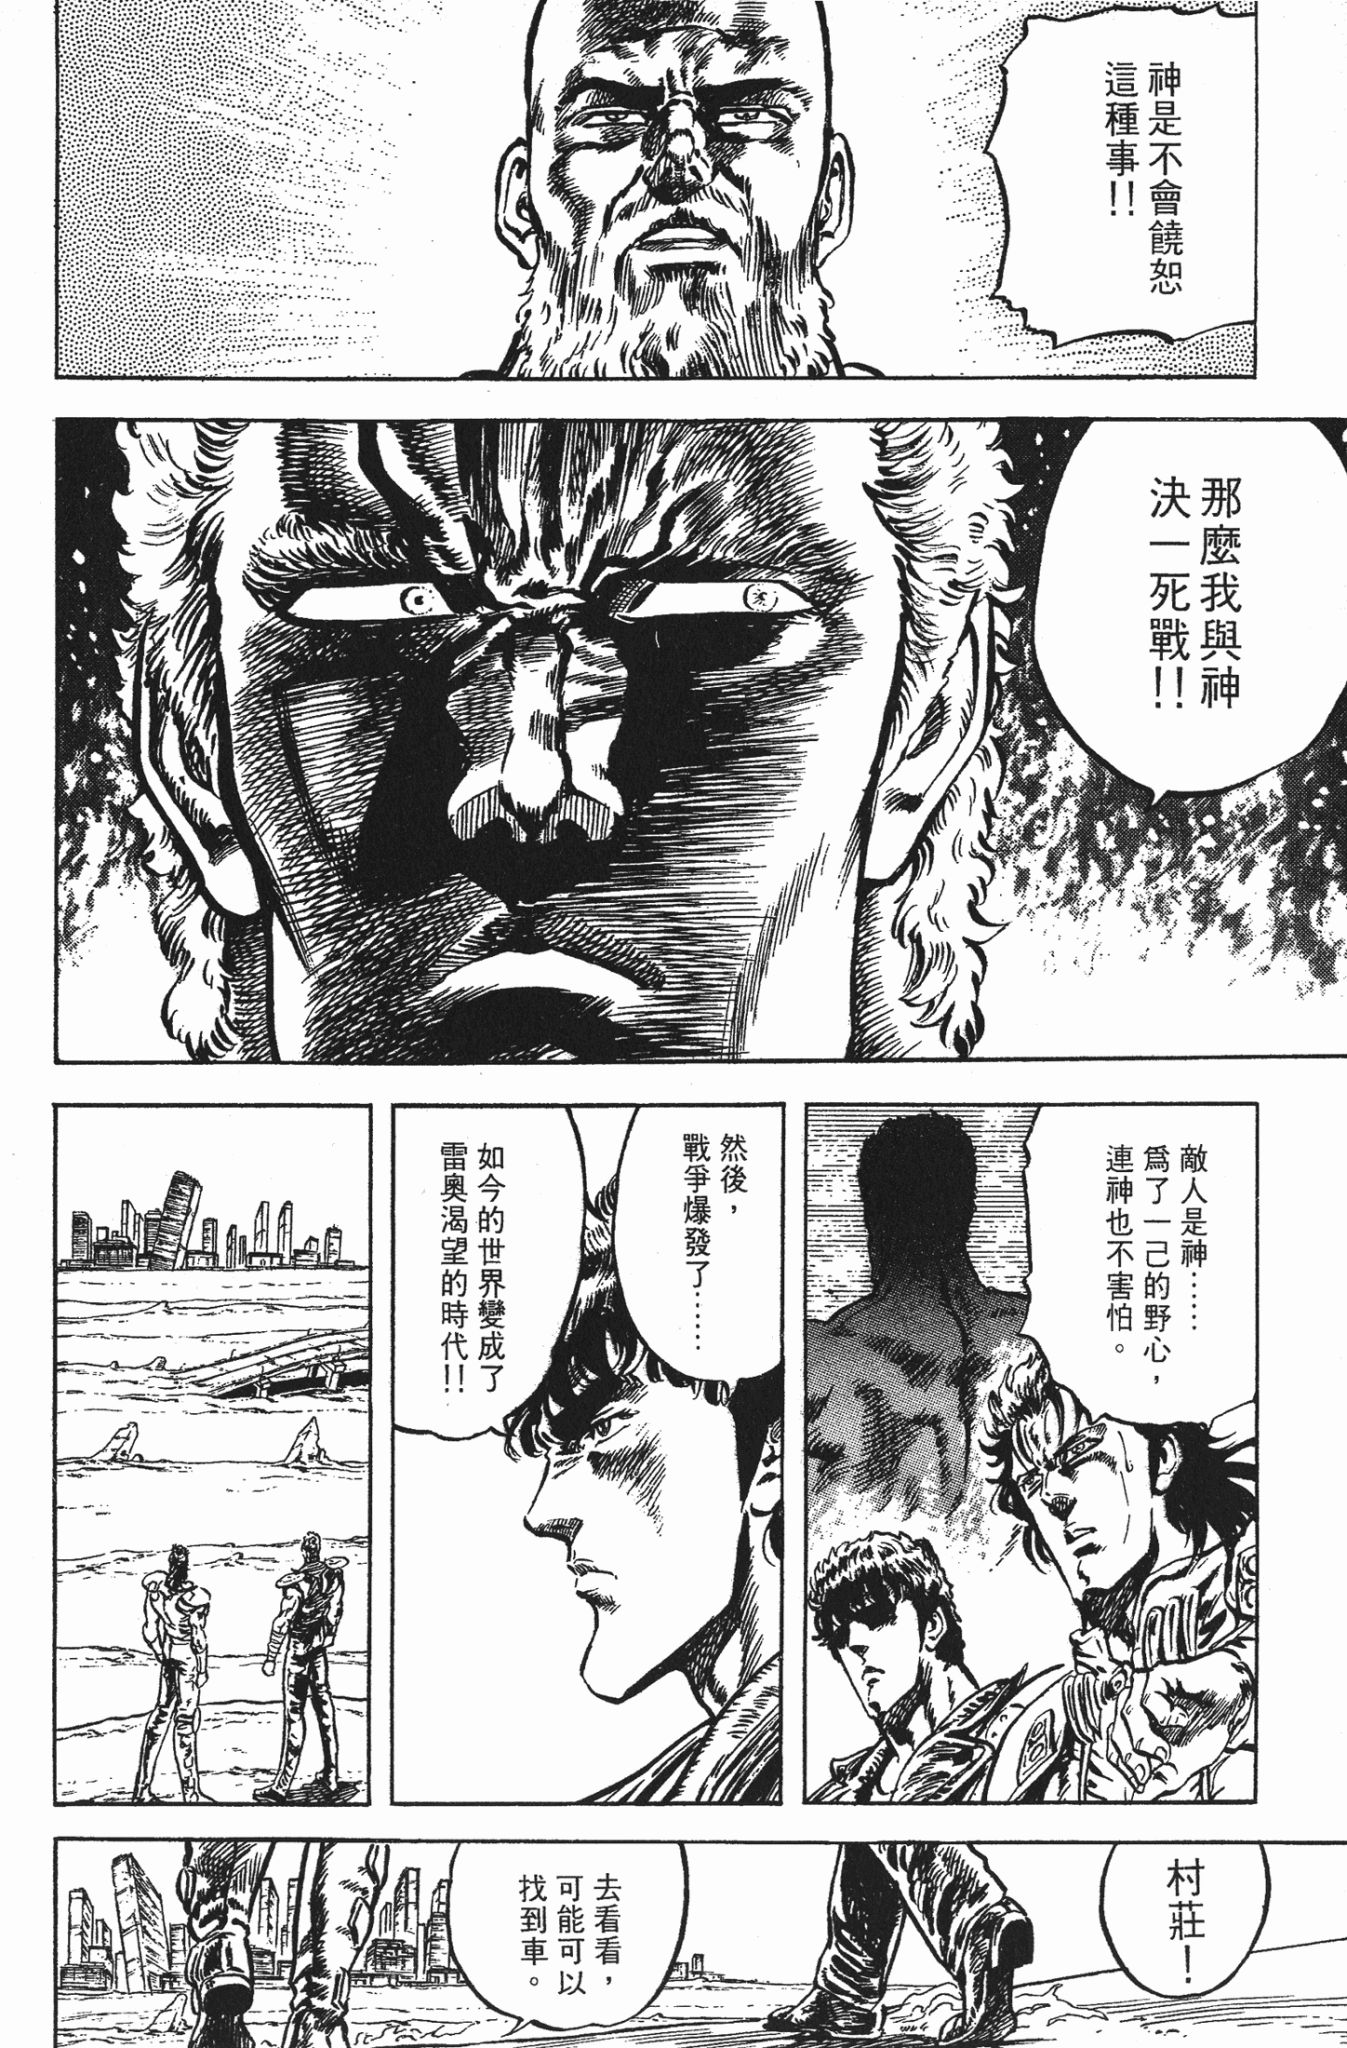 神是不會饒恕
這種事!!
那麼我與神
決一死戰!!
敵人是神……
爲了一己的野心，
連神也不害怕。
然後，
戰爭爆發了……
如今的世界變成了
雷奧渴望的時代!!
村莊！
去看看，
可能可以
找到車。